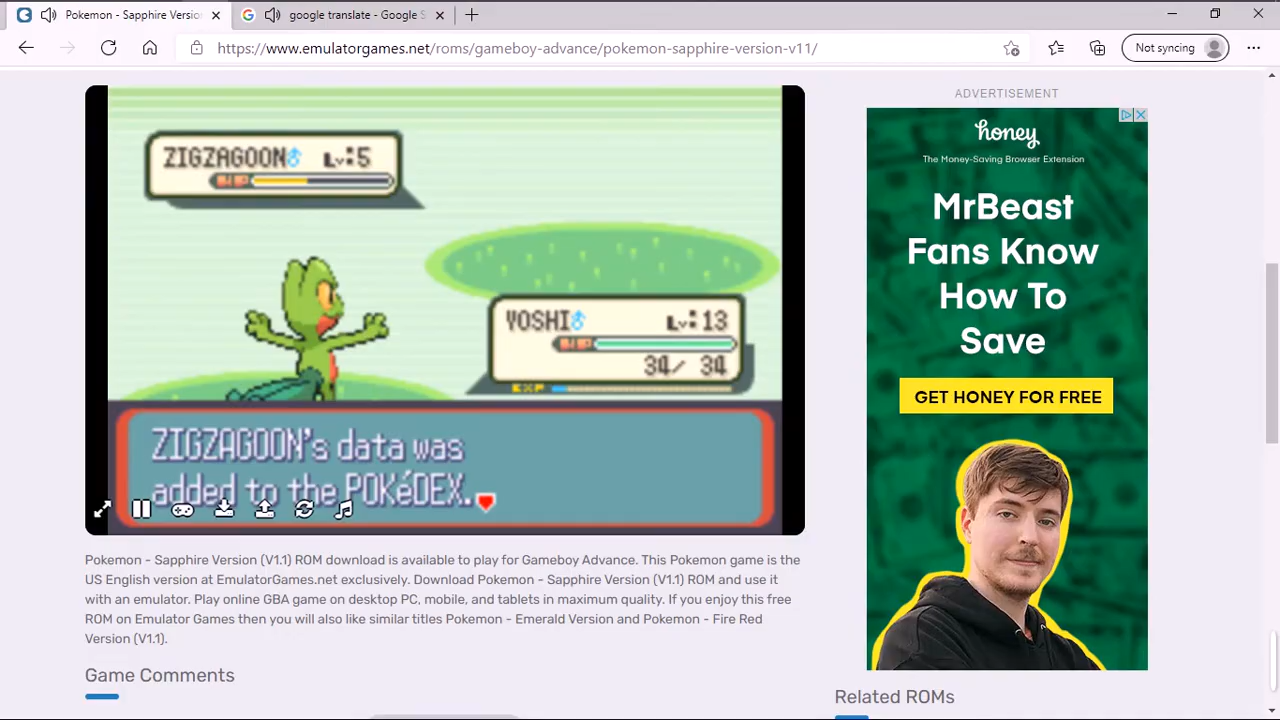 Pokemon - Sapphire Versio
google translate - Google S
https://www.emulatorgames.net/roms/gameboy-advance/pokemon-sapphire-version-v11/
Not syncing
ZIGZAGOON♂ Lv:5
YOSHI♂ Lv:13
34/ 34
EXP
ZIGZAGOON's data was
added to the POKéDEX.
Pokemon - Sapphire Version (V1.1) ROM Download is available to play for Gameboy Advance. This Pokemon game is the
US English version at EmulatorGames.net exclusively. Download Pokemon - Sapphire Version (V1.1) ROM and use it
with an emulator. Play online GBA game on desktop PC, mobile, and tablets in maximum quality. If you enjoy this free
ROM on Emulator Games then you will also like similar titles Pokemon - Emerald Version and Pokemon - Fire Red
Version (V1.1).
Game Comments
ADVERTISEMENT
honey
The Money-Saving Browser Extension
MrBeast
Fans Know
How To
Save
GET HONEY FOR FREE
Related ROMs